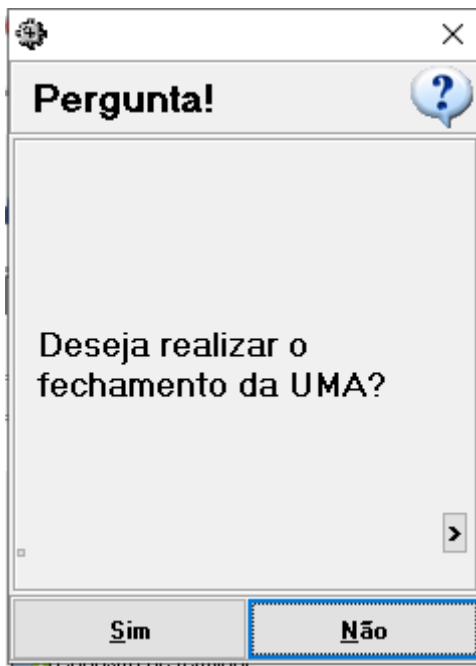 Pergunta!
Deseja realizar o
fechamento da UMA?
Sim
Não